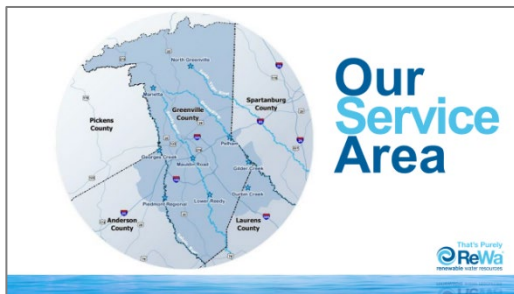 Our
Service
Area
North Greenville
Marietta
Pickens
County
Greenville
County
Spartanburg
County
Pelham
Georges Creek
Mauldin Road
Gilder Creek
Durbin Creek
Piedmont Regional
Lower Reedy
Anderson
County
Laurens
County
That's Purely
ReWa
renewable water resources